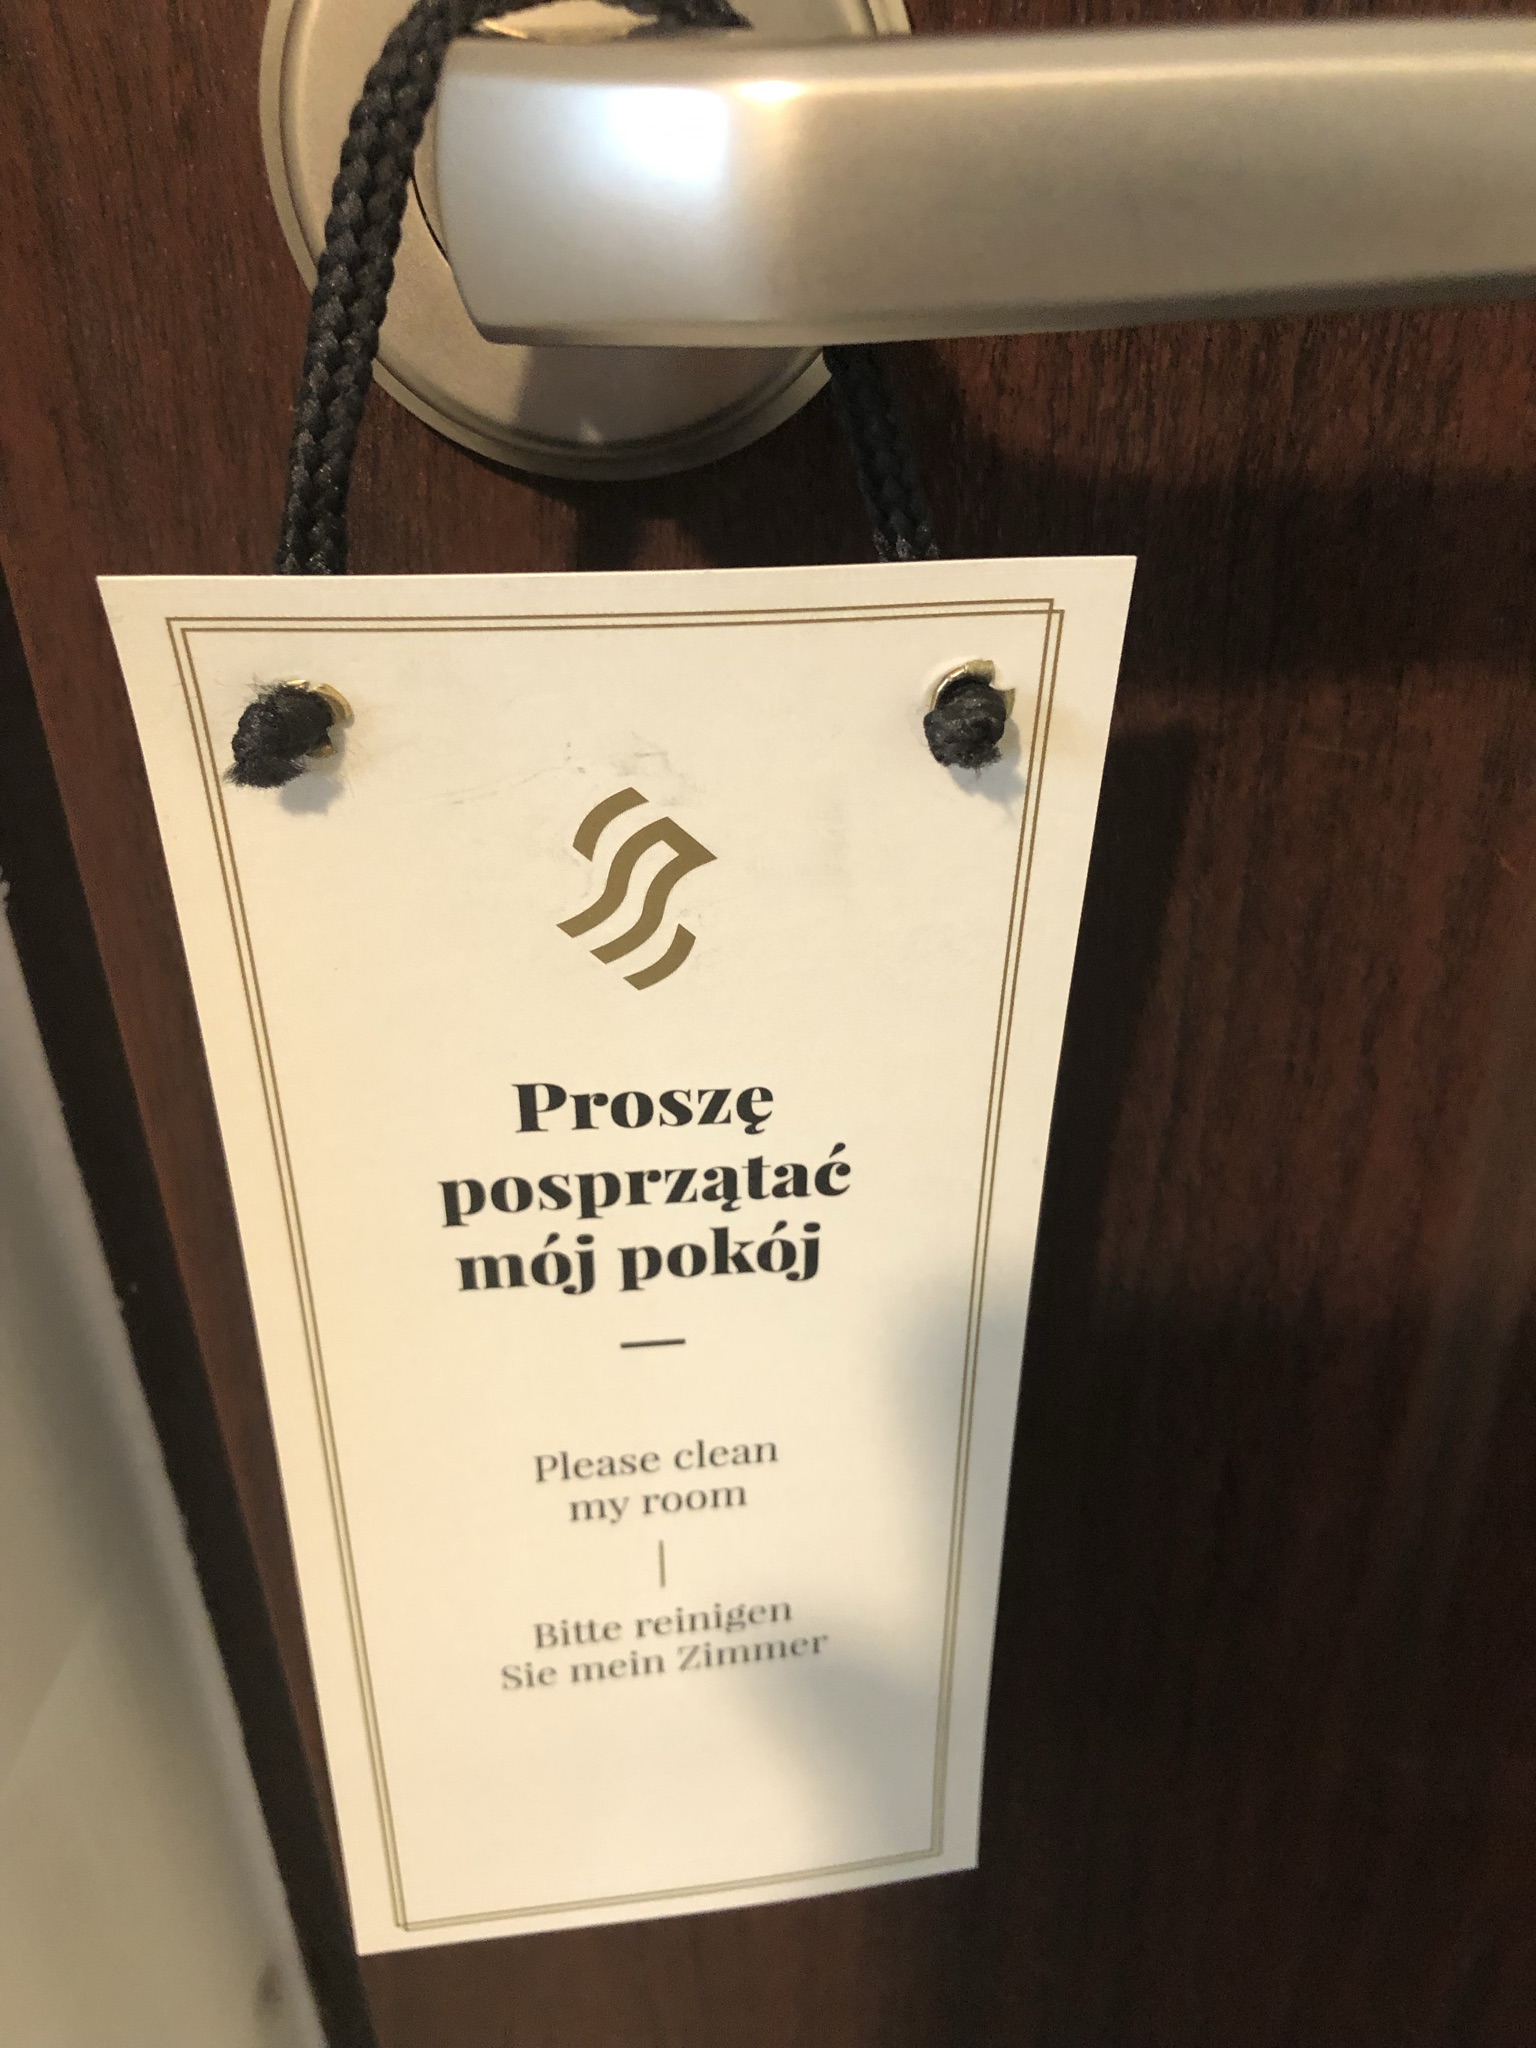 Proszę
posprzątać
mój pokój
Please clean
my room
Bitte reinigen
Sie mein Zimmer